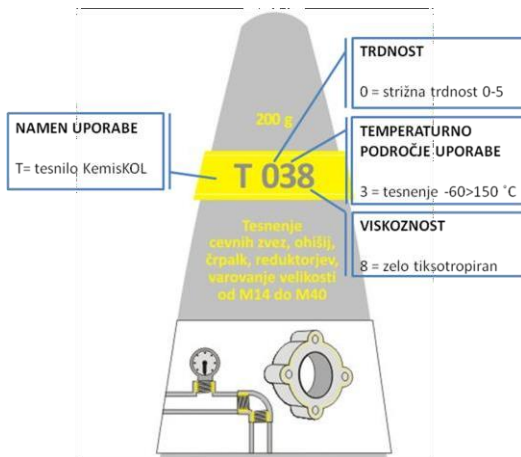 TRDNOST
0 = strižna trdnost 0-5
200 g
NAMEN UPORABE
T= tesnilo KemisKOL
TEMPERATURNO
PODROČJE UPORABE
3 = tesnenje -60>150 ˚C
T 038
VISKOZNOST
8 = zelo tiksotropiran
Tesnenje
cevnih zvez, ohišij,
črpalk, reduktorjev,
varovanje velikosti
od M14 do M40